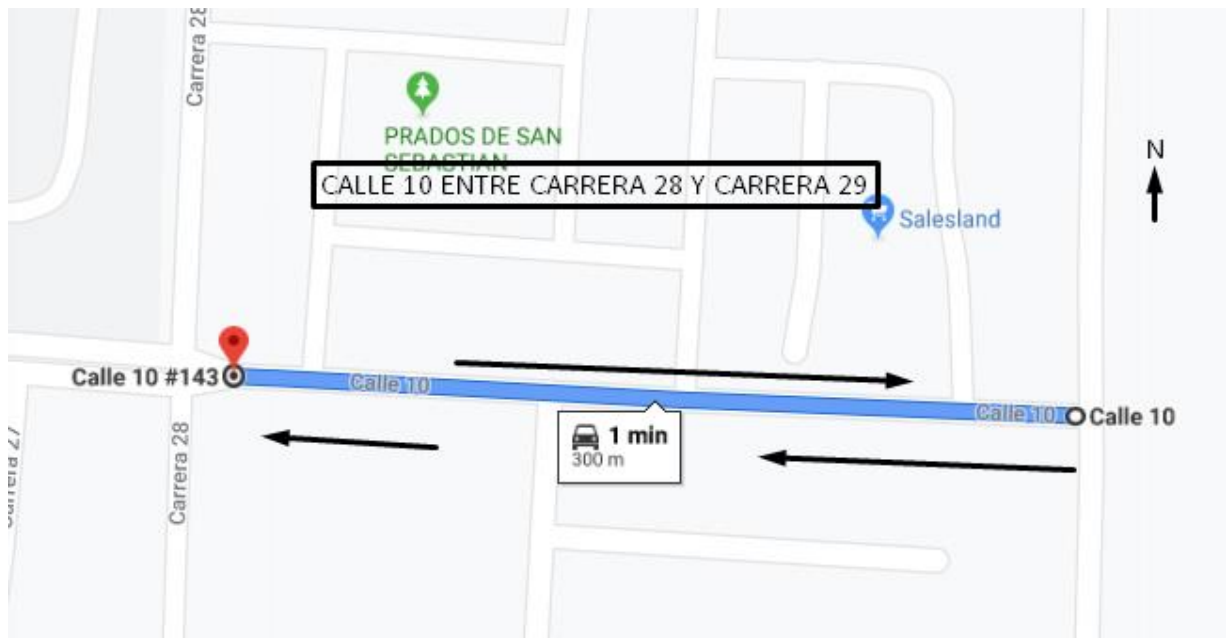 Carrera 28
PRADOS DE SAN
SEBASTIAN
CALLE 10 ENTRE CARRERA 28 Y CARRERA 29
N
Salesland
Calle 10 #143
Calle 10
Calle 10
Calle 10
1 min
300 m
Carrera 28
Carrera 27